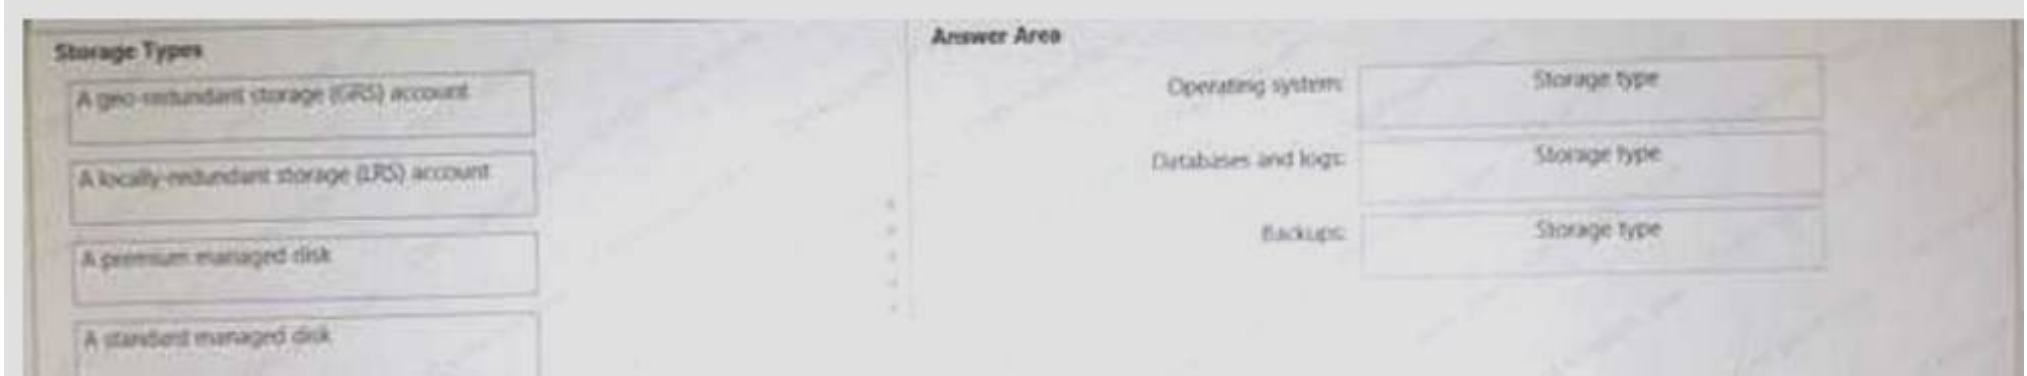 Storage Types
A geo-redundant storage (GRS) account
A locally-redundant storage (LRS) account
A premium managed disk
A standard managed disk
Answer Area
Operating system: Storage type
Databases and logs: Storage type
Backups: Storage type